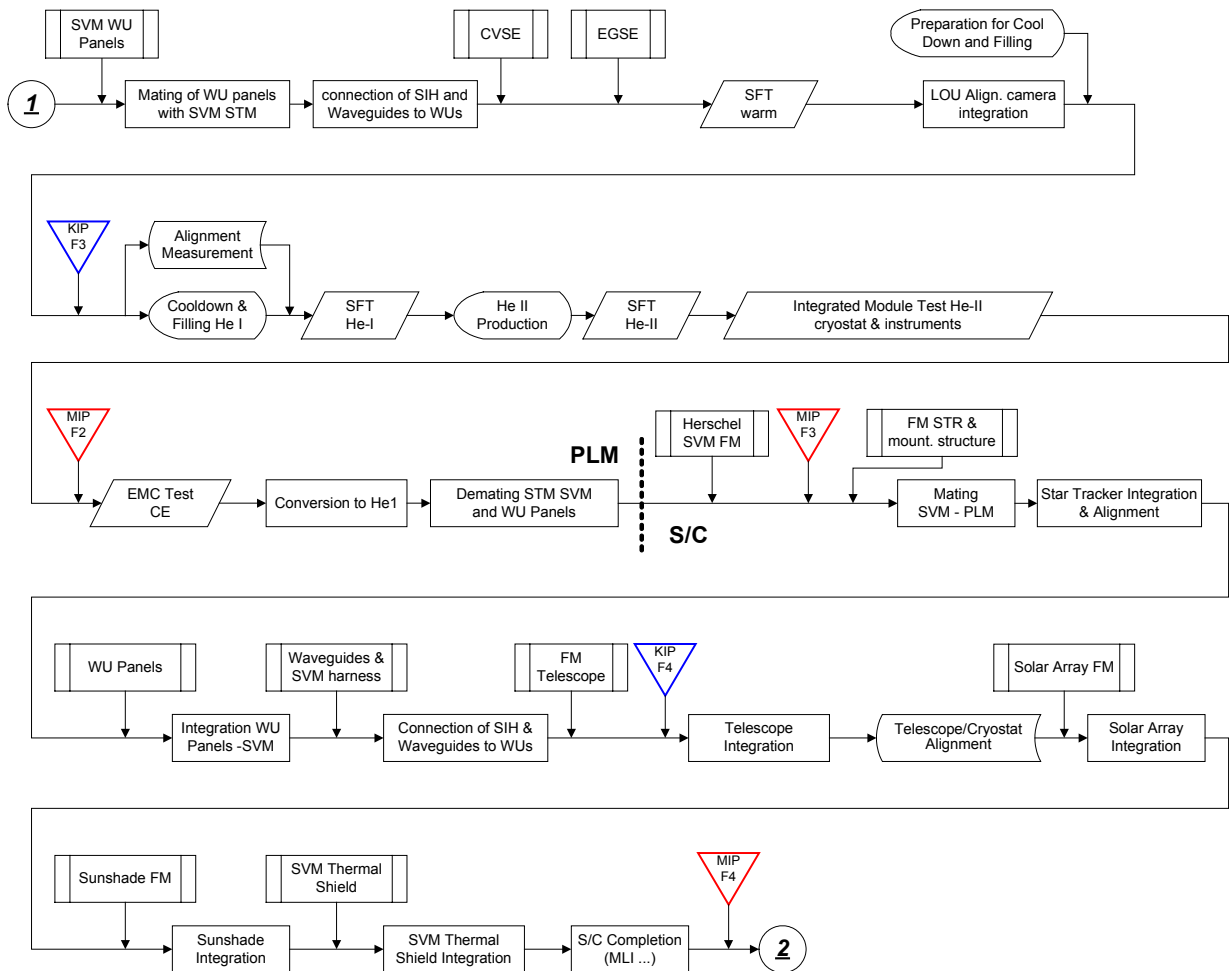 SVM WU
Panels
CVSE
EGSE
Preparation for Cool
Down and Filling
1
Mating of WU panels
with SVM STM
connection of SIH and
Waveguides to WUs
SFT
warm
LOU Align. camera
integration
KIP
F3
Alignment
Measurement
Cooldown &
Filling He I
SFT
He-I
He II
Production
SFT
He-II
Integrated Module Test He-II
cryostat & instruments
MIP
F2
PLM
Herschel
SVM FM
MIP
F3
FM STR &
mount. structure
EMC Test
CE
Conversion to He1
Demating STM SVM
and WU Panels
S/C
Mating
SVM - PLM
Star Tracker Integration
& Alignment
WU Panels
Waveguides &
SVM harness
FM
Telescope
KIP
F4
Solar Array FM
Integration WU
Panels -SVM
Connection of SIH &
Waveguides to WUs
Telescope
Integration
Telescope/Cryostat
Alignment
Solar Array
Integration
Sunshade FM
SVM Thermal
Shield
MIP
F4
Sunshade
Integration
SVM Thermal
Shield Integration
S/C Completion
(MLI ...)
2